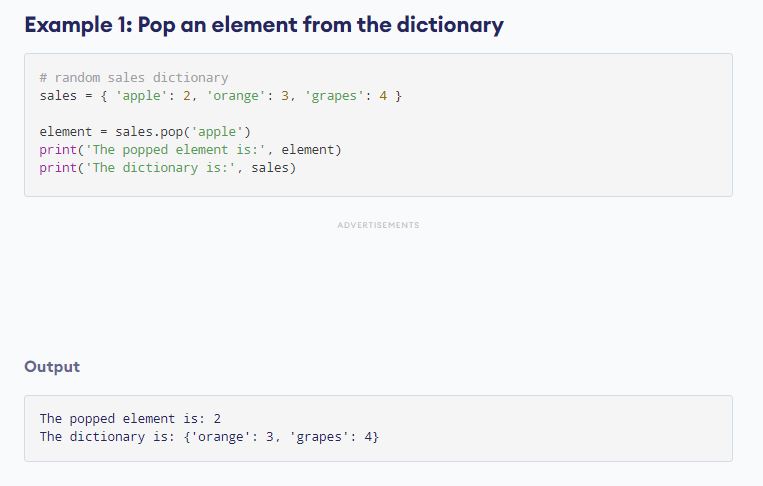 Example 1: Pop an element from the dictionary
# random sales dictionary
sales = { 'apple': 2, 'orange': 3, 'grapes': 4 }
element = sales.pop('apple')
print('The popped element is:', element)
print('The dictionary is:', sales)
ADVERTISEMENTS
Output
The popped element is: 2
The dictionary is: {'orange': 3, 'grapes': 4}